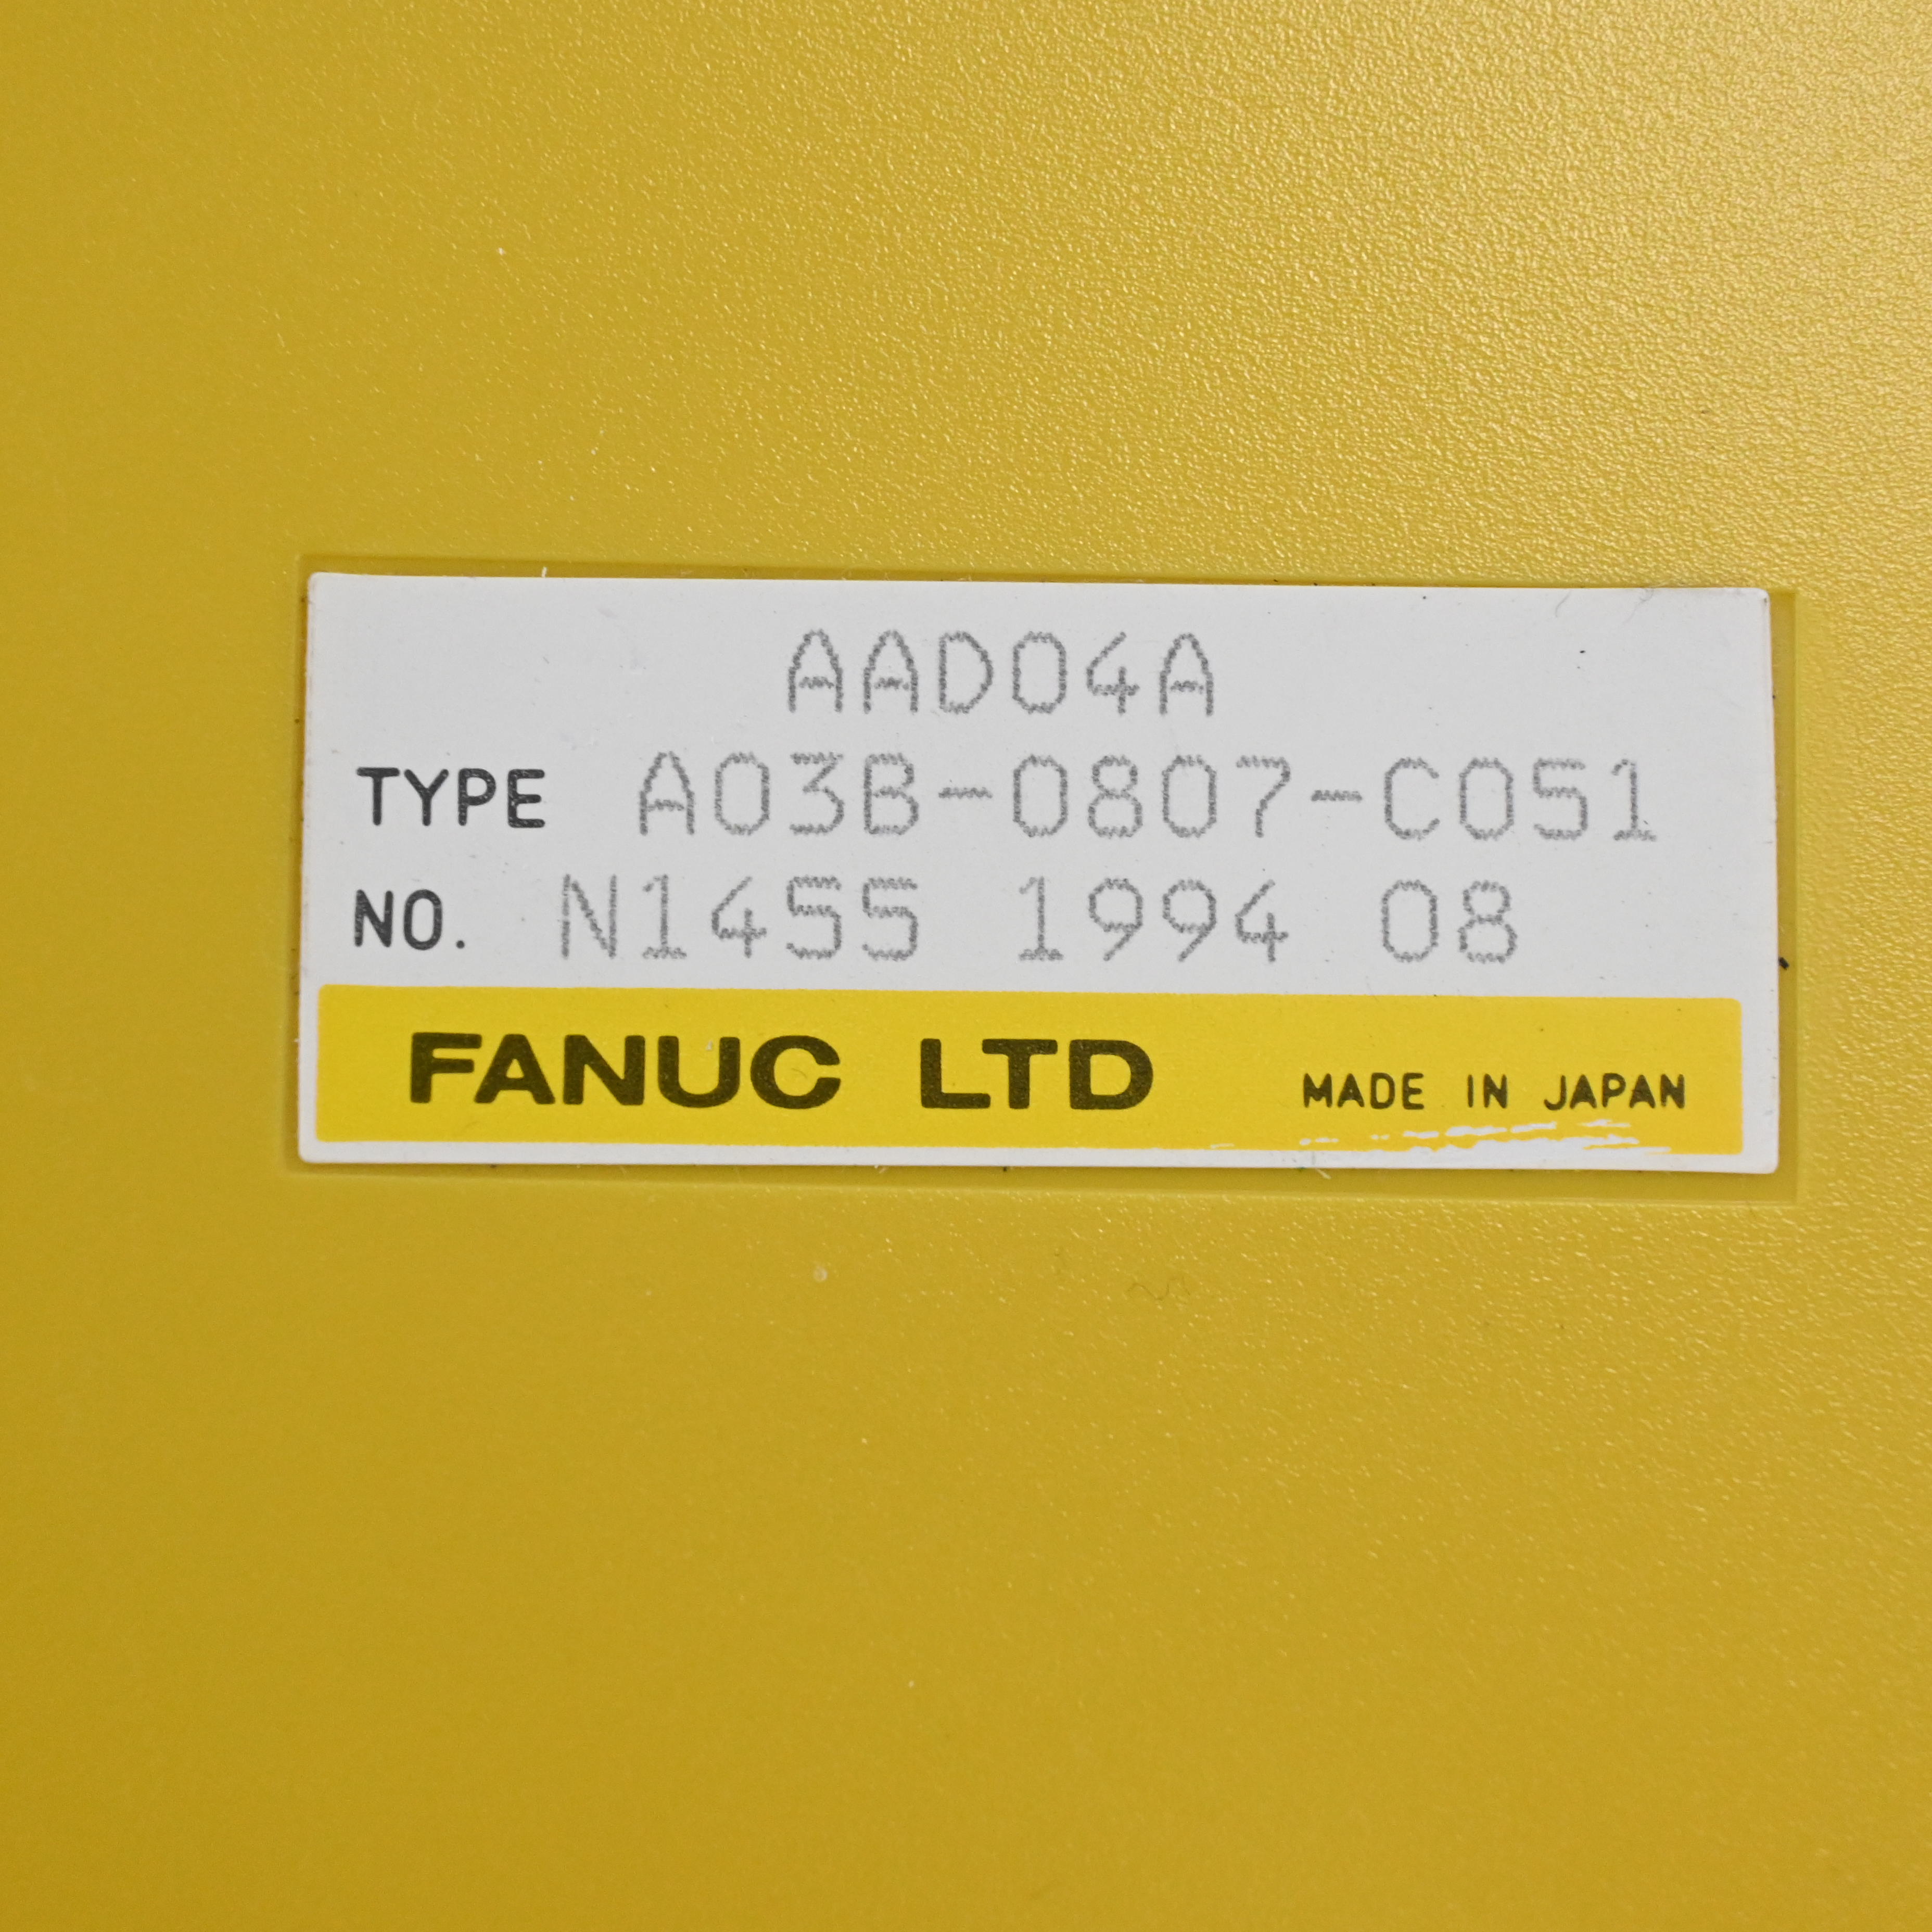 AAD04A
TYPE A03B-0807-C051
NO. N1455 1994 08
FANUC LTD MADE IN JAPAN